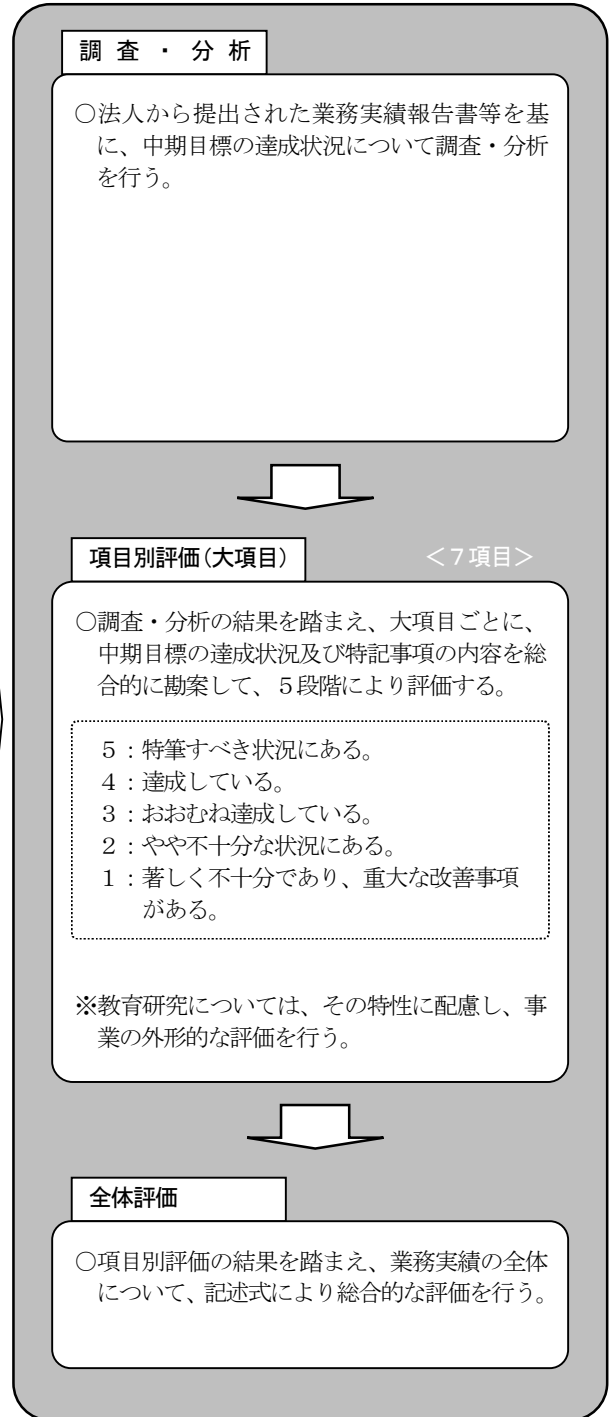 調査・分析
○法人から提出された業務実績報告書等を基
に、中期目標の達成状況について調査・分析
を行う。
項目別評価(大項目)
<7項目>
○調査・分析の結果を踏まえ、大項目ごとに、
中期目標の達成状況及び特記事項の内容を総
合的に勘案して、5段階により評価する。
5:特筆すべき状況にある。
4:達成している。
3:おおむね達成している。
2:やや不十分な状況にある。
1:著しく不十分であり、重大な改善事項
がある。
※教育研究については、その特性に配慮し、事
業の外形的な評価を行う。
全体評価
○項目別評価の結果を踏まえ、業務実績の全体
について、記述式により総合的な評価を行う。